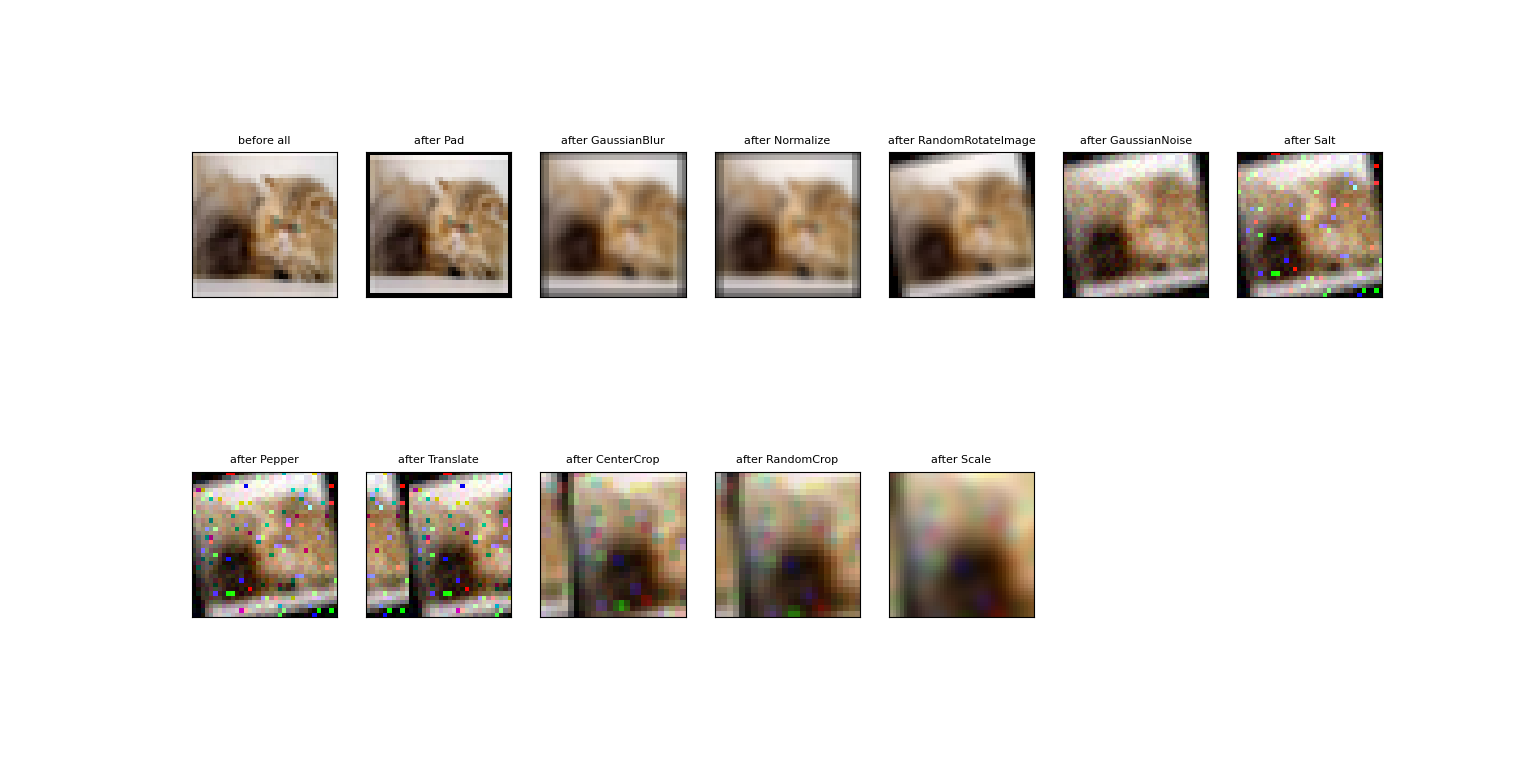 before all
after Pad
after GaussianBlur
after Normalize
after RandomRotateImage
after GaussianNoise
after Salt
after Pepper
after Translate
after CenterCrop
after RandomCrop
after Scale